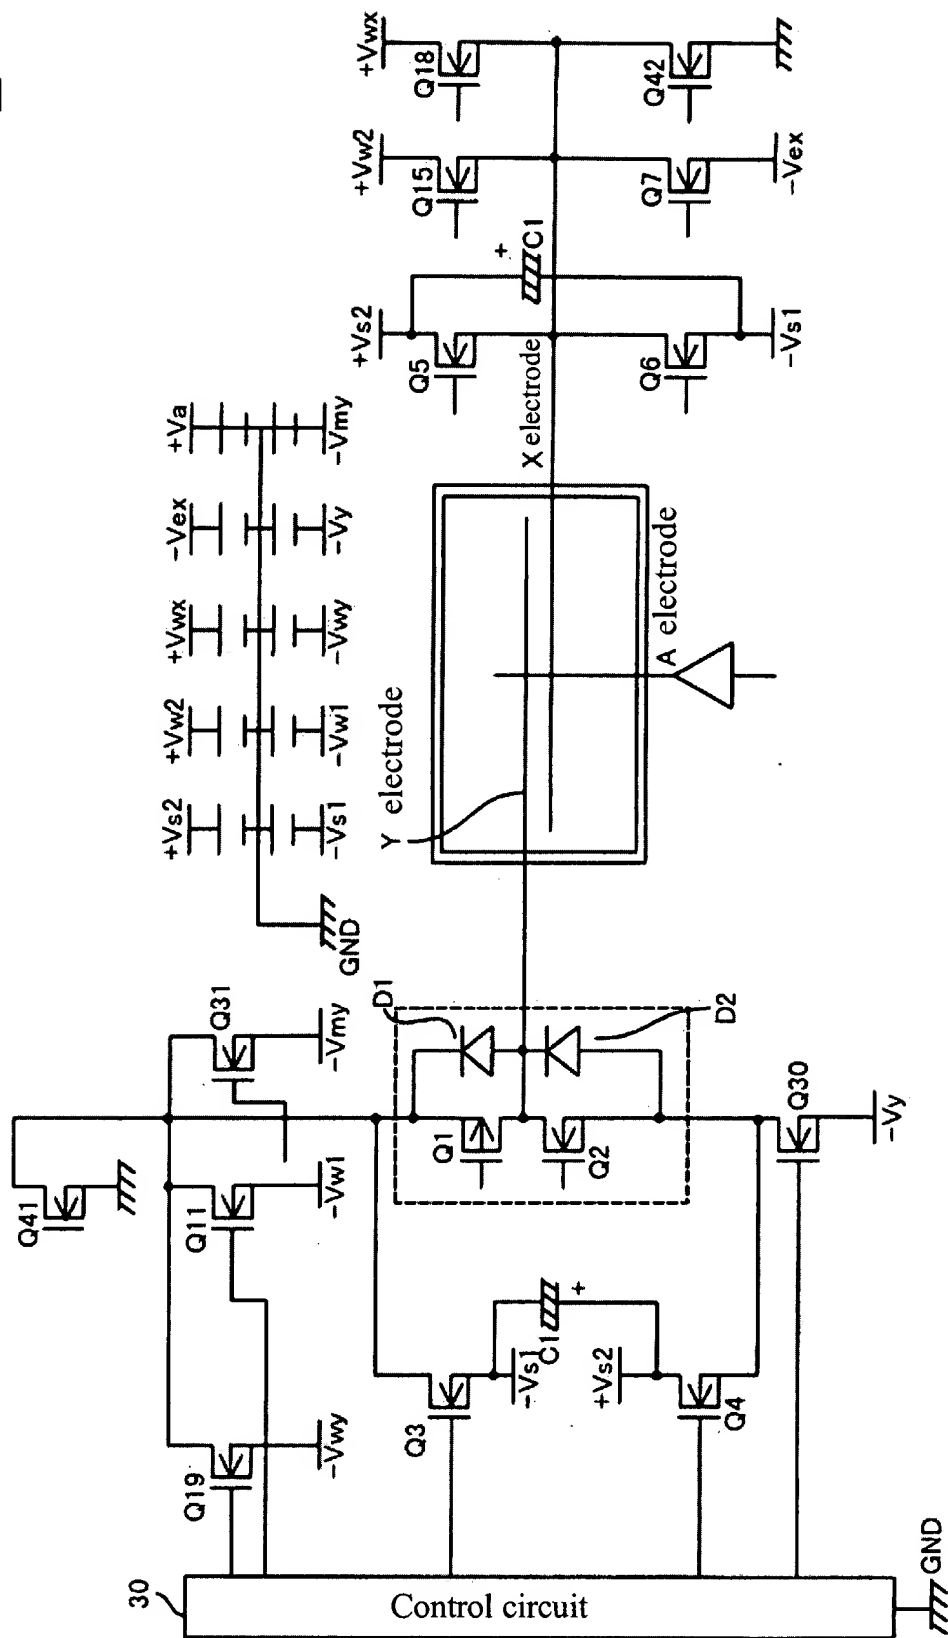 30
Control circuit
GND
Q19
-Vwy
Q41
Q11
-Vw1
Q31
-Vmy
Q3
-Vs1
C1
+
+Vs2
Q4
Q1
Q2
D1
D2
Q30
-Vy
GND
+Vs2
-Vs1
+Vw2
-Vw1
+Vwx
-Vwy
-Vex
-Vy
+Va
-Vmy
Y electrode
A electrode
X electrode
+Vs2
Q5
Q6
-Vs1
+
C1
+Vw2
Q15
Q7
-Vex
+Vwx
Q18
Q42